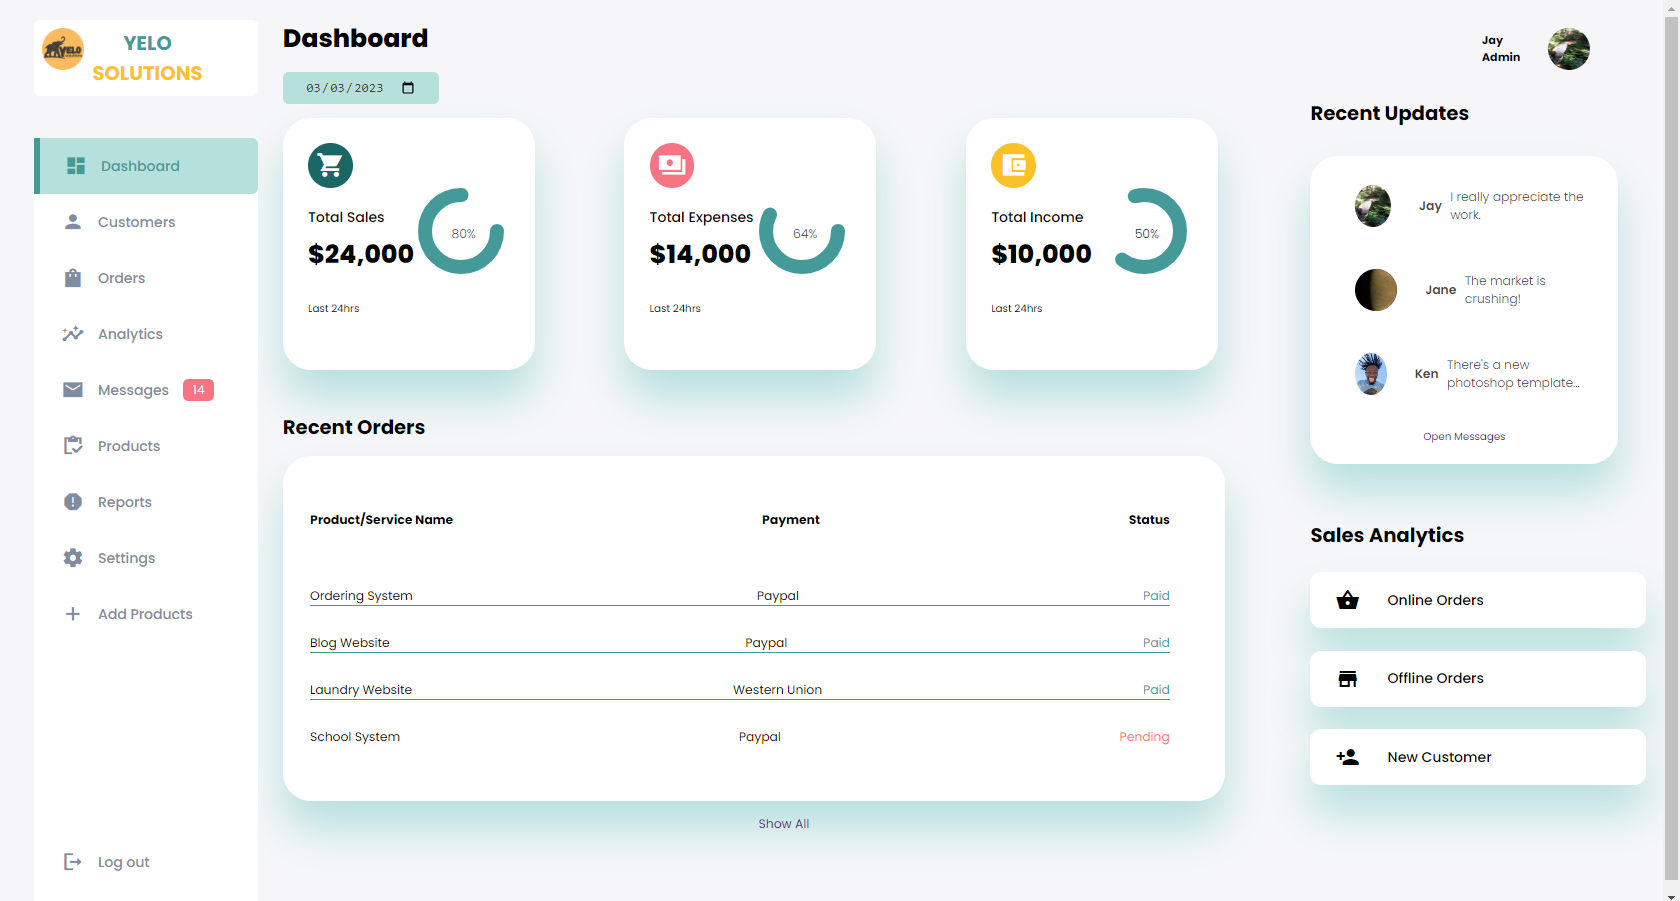 YELO
YELO
SOLUTIONS
Dashboard
Customers
Orders
Analytics
Messages 14
Products
Reports
Settings
Add Products
Log out
Dashboard
03/03/2023
Total Sales
$24,000
80%
Last 24hrs
Total Expenses
$14,000
64%
Last 24hrs
Total Income
$10,000
50%
Last 24hrs
Recent Orders
Product/Service Name Payment Status
Ordering System Paypal Paid
Blog Website Paypal Paid
Laundry Website Western Union Paid
School System Paypal Pending
Show All
Jay
Admin
Recent Updates
Jay I really appreciate the
work.
Jane The market is
crushing!
Ken There's a new
photoshop template...
Open Messages
Sales Analytics
Online Orders
Offline Orders
New Customer